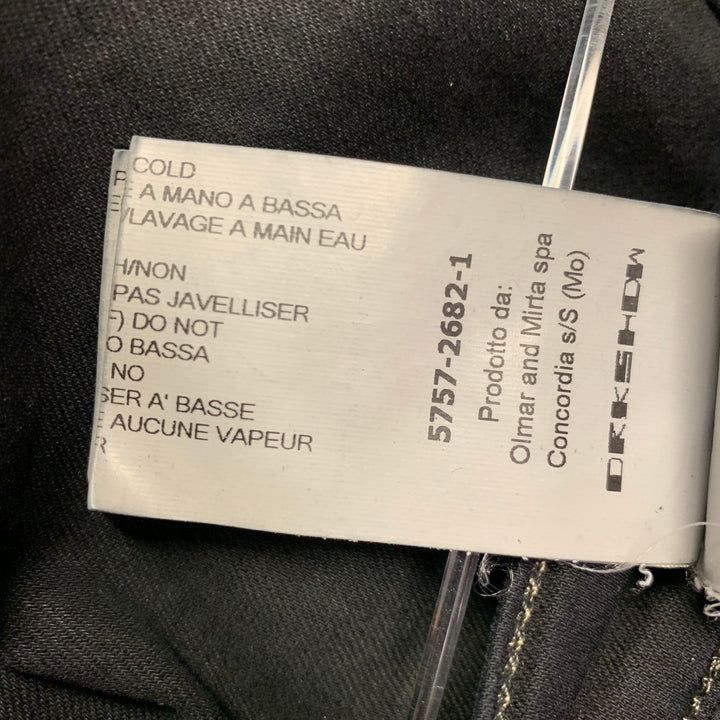 COLD
A MANO A BASSA
/LAVAGE A MAIN EAU
H/NON
PAS JAVELLISER
F) DO NOT
O BASSA
NO
SER A' BASSE
AUCUNE VAPEUR
R
5757-2682-1
Prodotto da:
Olmar and Mirta spa
Concordia s/S (Mo)
DRKSHDW